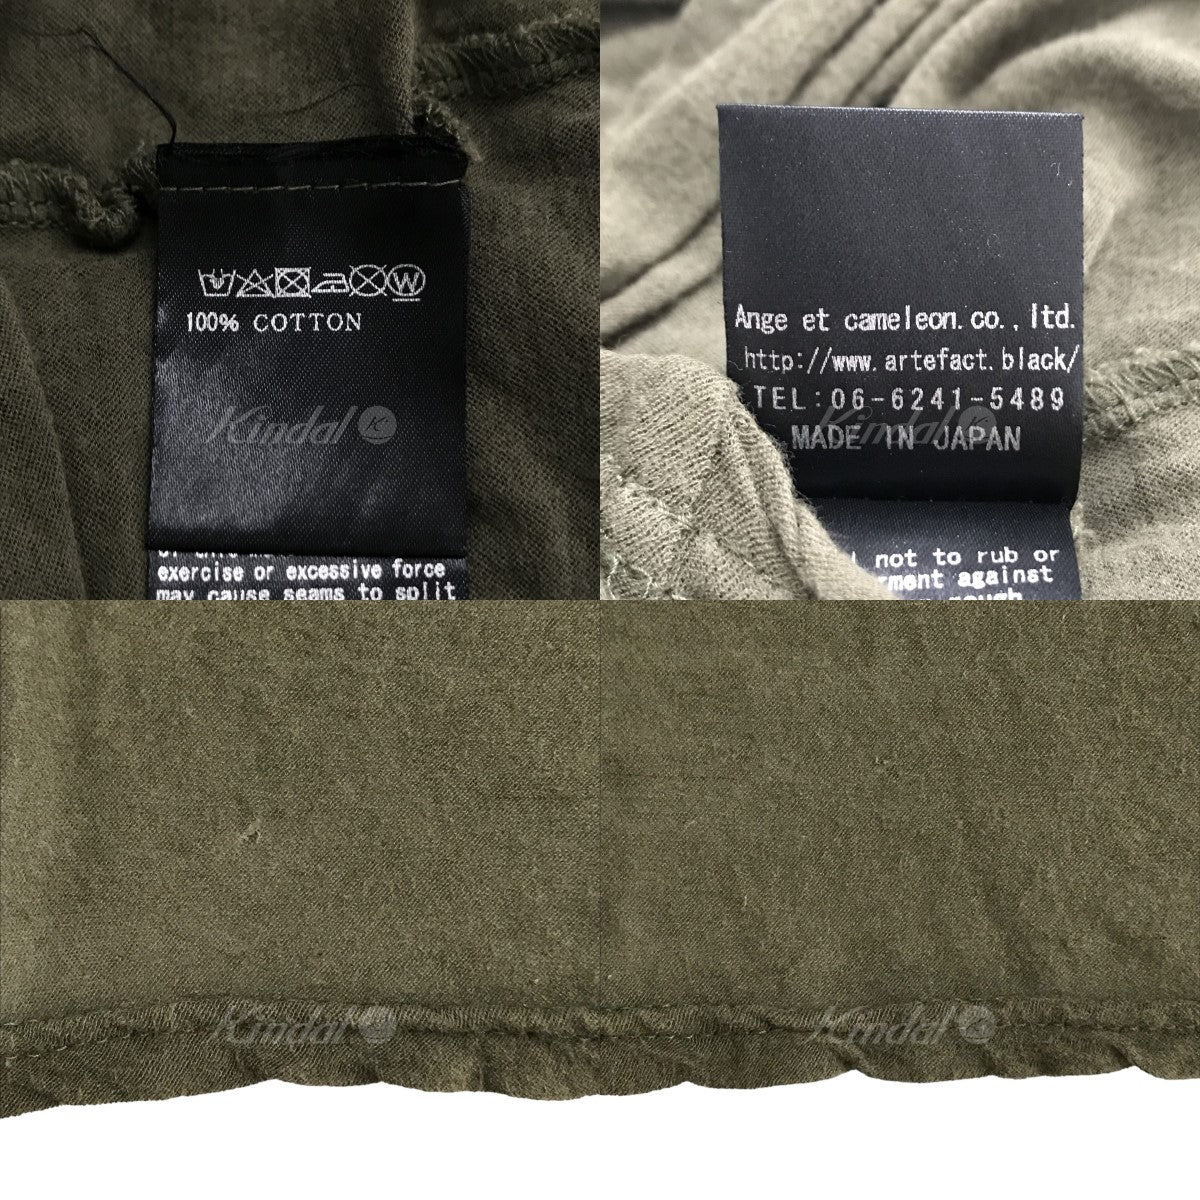 100% COTTON
Kindal
exercise or excessive force
may cause seams to split
Ange et cameleon.co.,ltd.
http://www.artefact.black/
TEL:06-6241-5489
Kindal
MADE IN JAPAN
not to rub or
against
Kindal
Kindal